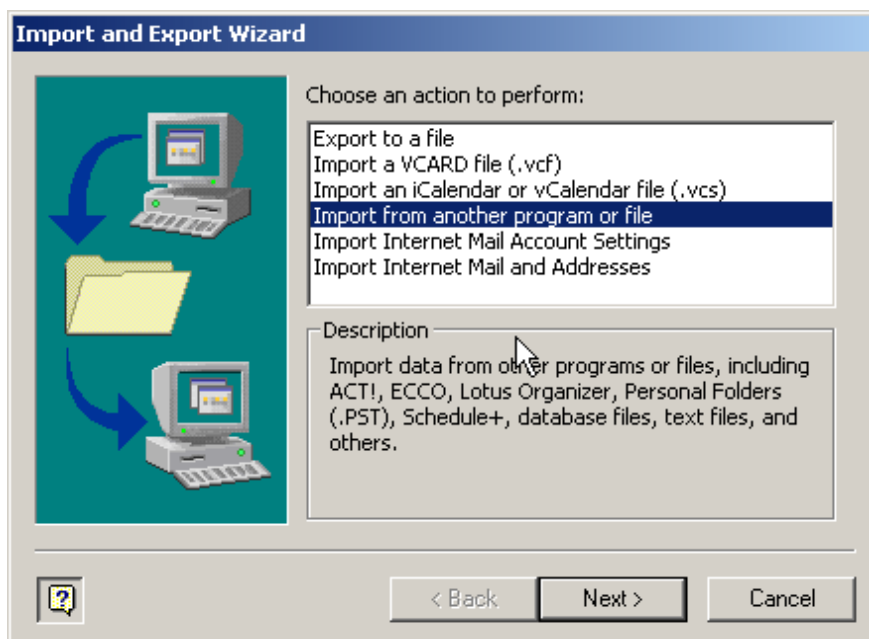 Import and Export Wizard
Choose an action to perform:
Export to a file
Import a VCARD file (.vcf)
Import an iCalendar or vCalendar file (.vcs)
Import from another program or file
Import Internet Mail Account Settings
Import Internet Mail and Addresses
Description
Import data from other programs or files, including
ACT!, ECCO, Lotus Organizer, Personal Folders
(.PST), Schedule+, database files, text files, and
others.
?
< Back
Next >
Cancel